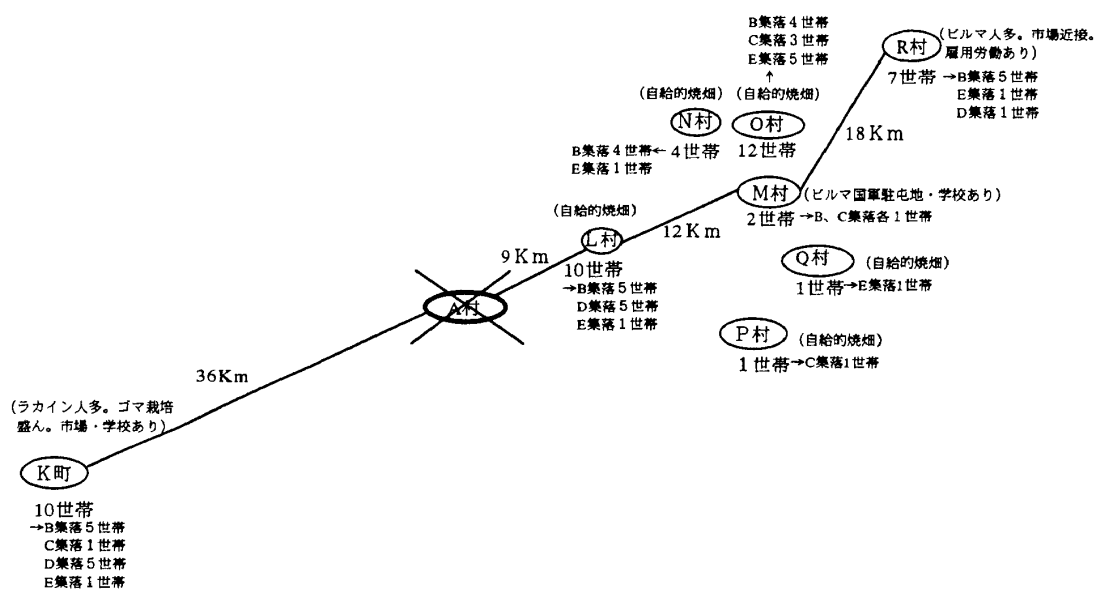 B集落４世帯
C集落３世帯
E集落５世帯
↑
(自給的焼畑)
O村
12世帯
(ビルマ人多。市場近接。
雇用労働あり)
R村
7世帯
→B集落５世帯
E集落１世帯
D集落１世帯
18Km
(自給的焼畑)
N村
4世帯
B集落４世帯←
E集落１世帯
M村
(ビルマ国軍駐屯地・学校あり)
2世帯
→B、C集落各１世帯
12Km
(自給的焼畑)
L村
10世帯
→B集落５世帯
D集落５世帯
E集落１世帯
9Km
Q村
(自給的焼畑)
1世帯→E集落1世帯
P村
(自給的焼畑)
1世帯→C集落1世帯
A村
36Km
(ラカイン人多。ゴマ栽培
盛ん。市場・学校あり)
K町
10世帯
→B集落５世帯
C集落１世帯
D集落５世帯
E集落１世帯